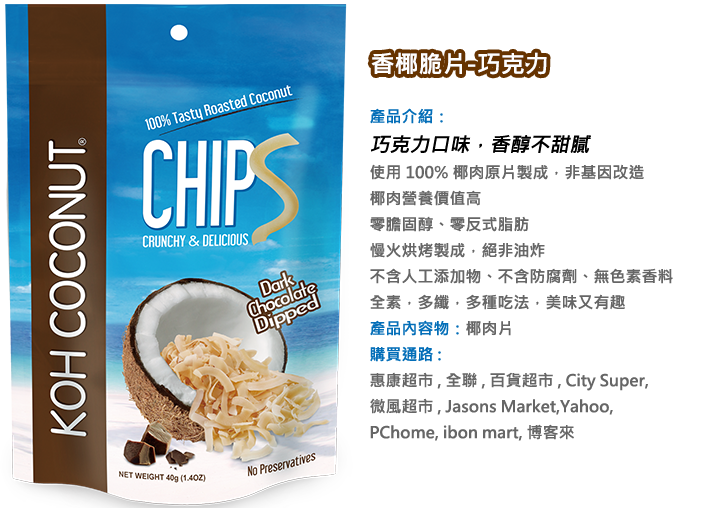 100% Tasty Roasted Coconut
CHIPS
CRUNCHY & DELICIOUS
KOH COCONUT®
Dark
Chocolate
Dipped
NET WEIGHT 40g (1.4OZ)
No Preservatives
香椰脆片-巧克力
產品介紹：
巧克力口味，香醇不甜膩
使用 100% 椰肉原片製成，非基因改造
椰肉營養價值高
零膽固醇、零反式脂肪
慢火烘烤製成，絕非油炸
不含人工添加物、不含防腐劑、無色素香料
全素，多纖，多種吃法，美味又有趣
產品內容物：椰肉片
購買通路：
惠康超市 , 全聯 , 百貨超市 , City Super,
微風超市 , Jasons Market,Yahoo,
PChome, ibon mart, 博客來